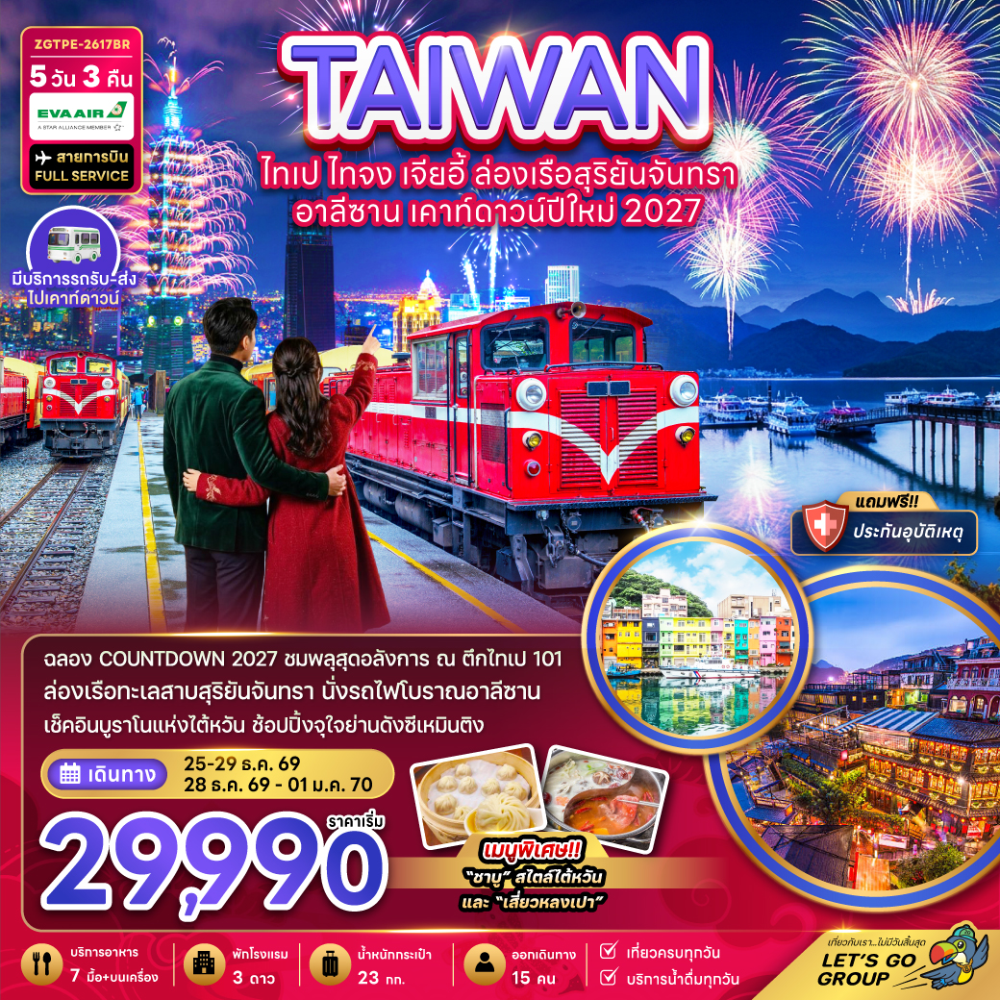 ZGTPE-2617BR
5 วัน 3 คืน
EVA AIR
A STAR ALLIANCE MEMBER
สายการบิน
FULL SERVICE
มีบริการรถรับ-ส่ง
ไปเคาท์ดาวน์
TAIWAN
ไทเป ไทจง เจียอี้ ล่องเรือสุริยันจันทรา
อาลีซาน เคาท์ดาวน์ปีใหม่ 2027
แถมฟรี!!
ประกันอุบัติเหตุ
ฉลอง COUNTDOWN 2027 ชมพลุสุดอลังการ ณ ตึกไทเป 101
ล่องเรือทะเลสาบสุริยันจันทรา นั่งรถไฟโบราณอาลีซาน
เช็คอินบูราโนแห่งไต้หวัน ช้อปปิ้งจุใจย่านดังซีเหมินติง
เดินทาง
25-29 ธ.ค. 69
28 ธ.ค. 69 - 01 ม.ค. 70
ราคาเริ่ม
29,990
เมนูพิเศษ!!
"ชาบู" สไตล์ไต้หวัน
และ "เสี่ยวหลงเปา"
บริการอาหาร
7 มื้อ+บนเครื่อง
พักโรงแรม
3 ดาว
น้ำหนักกระเป๋า
23 กก.
ออกเดินทาง
15 คน
เที่ยวครบทุกวัน
บริการน้ำดื่มทุกวัน
เที่ยวกับเรา...ไม่มีวันสิ้นสุด
LET'S GO
GROUP